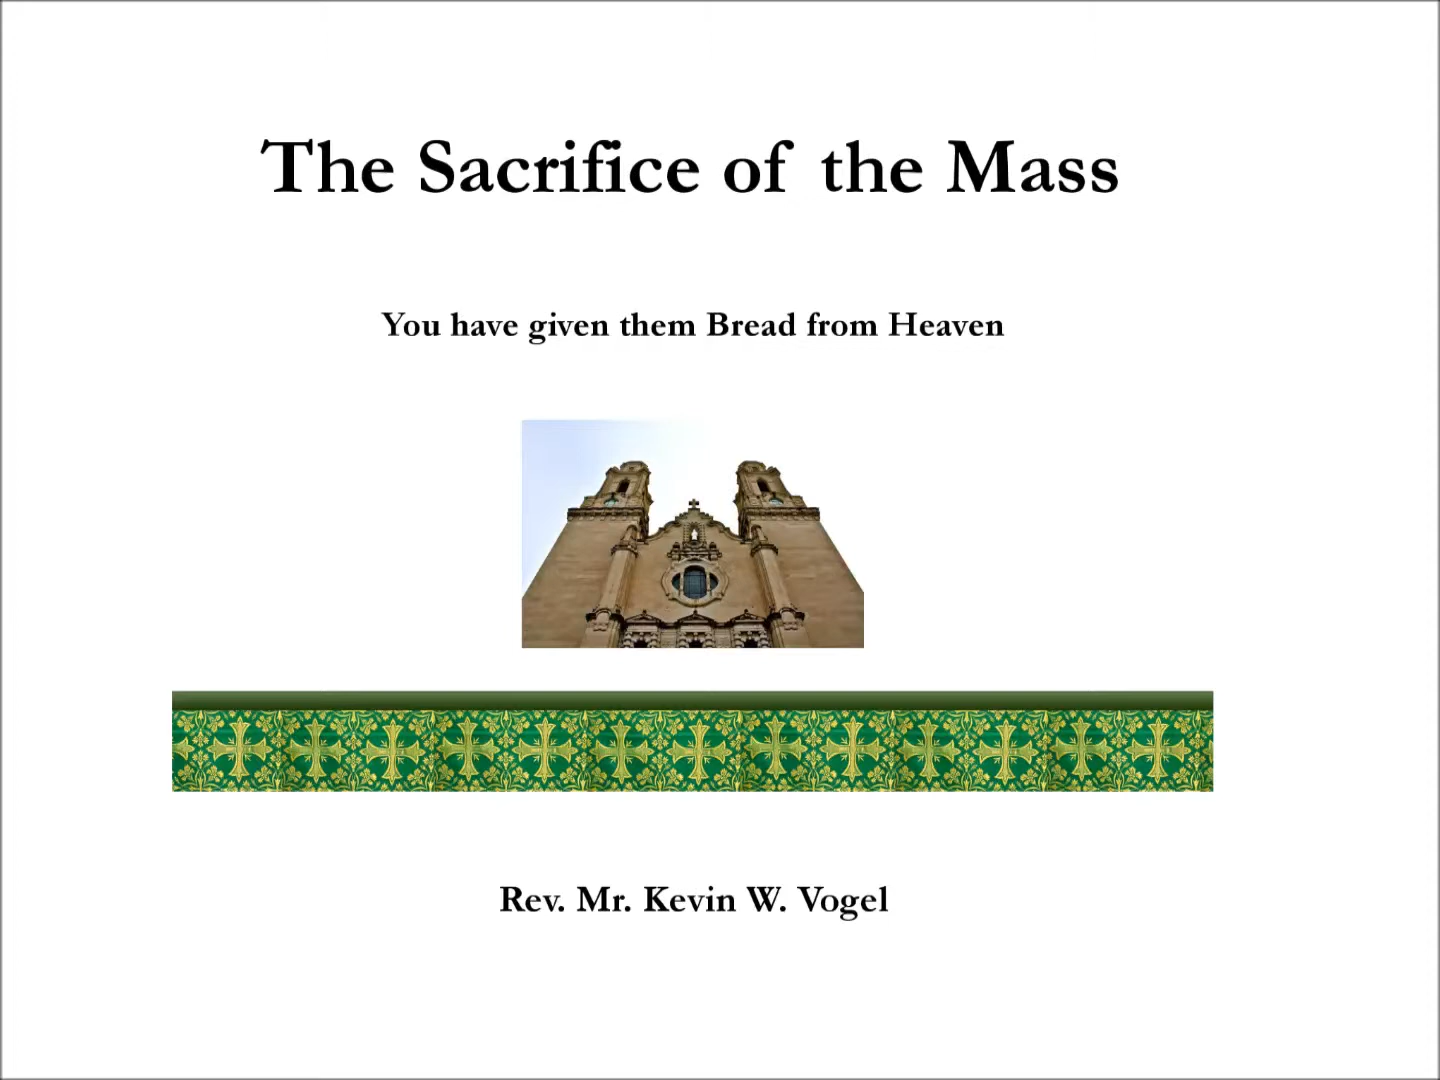 The Sacrifice of the Mass
You have given them Bread from Heaven
Rev. Mr. Kevin W. Vogel